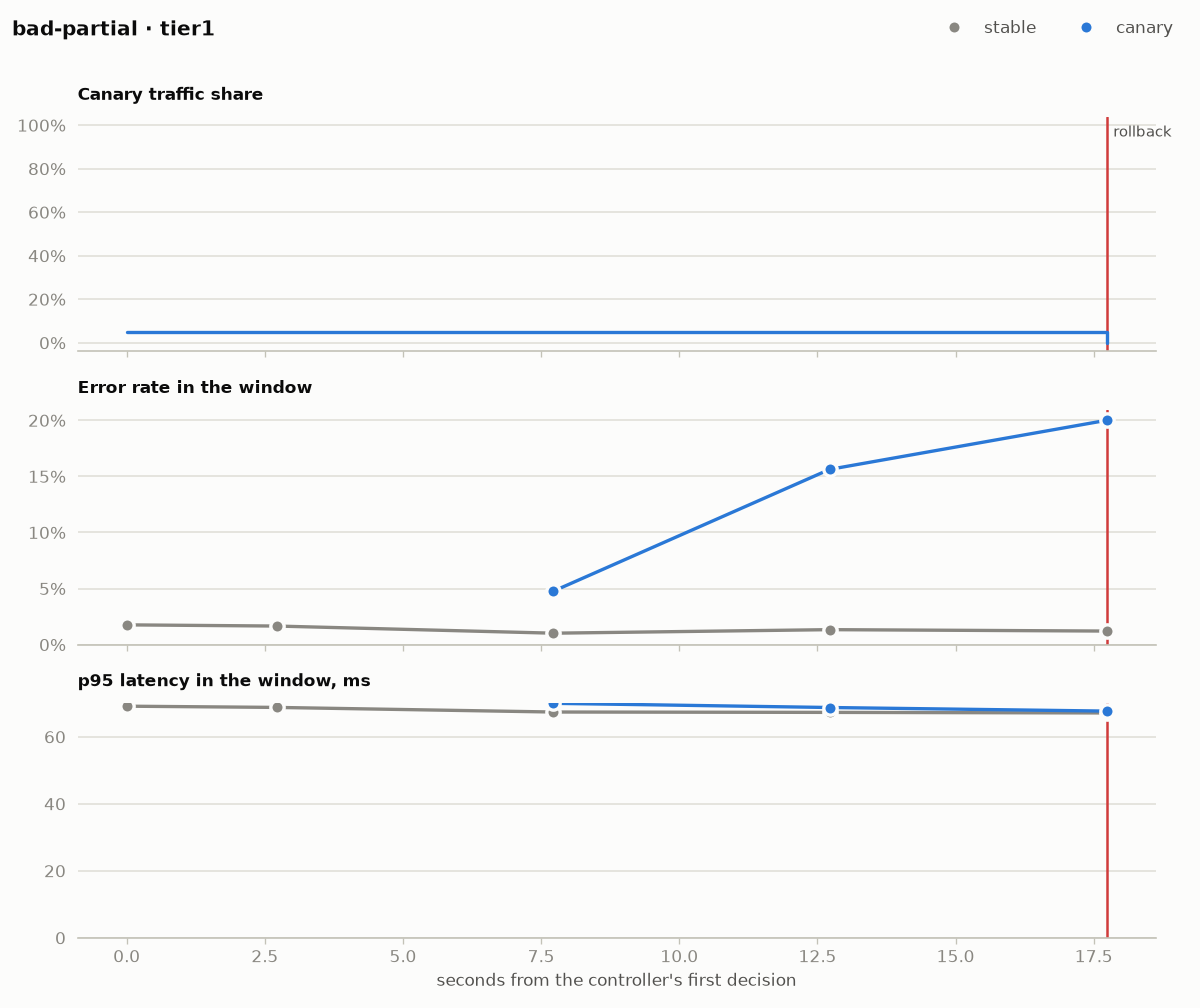 bad-partial · tier1
stable
canary
Canary traffic share
100%
80%
60%
40%
20%
0%
rollback
Error rate in the window
20%
15%
10%
5%
0%
p95 latency in the window, ms
60
40
20
0
0.0 2.5 5.0 7.5 10.0 12.5 15.0 17.5
seconds from the controller's first decision